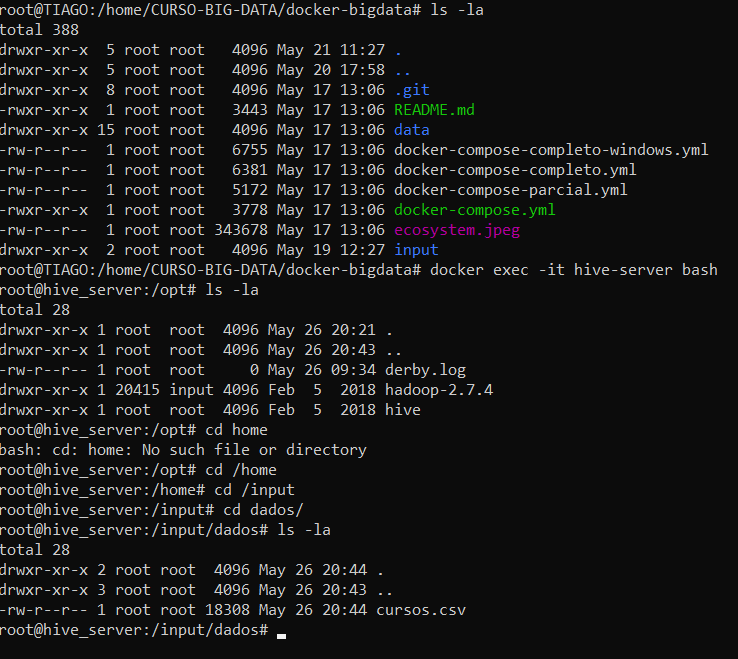 root@TIAGO:/home/CURSO-BIG-DATA/docker-bigdata# ls -la
total 388
drwxr-xr-x  5 root root   4096 May 21 11:27 .
drwxr-xr-x  5 root root   4096 May 20 17:58 ..
drwxr-xr-x  8 root root   4096 May 17 13:06 .git
-rwxr-xr-x  1 root root   3443 May 17 13:06 README.md
drwxr-xr-x 15 root root   4096 May 17 13:06 data
-rw-r--r--  1 root root   6755 May 17 13:06 docker-compose-completo-windows.yml
-rw-r--r--  1 root root   6381 May 17 13:06 docker-compose-completo.yml
-rw-r--r--  1 root root   5172 May 17 13:06 docker-compose-parcial.yml
-rwxr-xr-x  1 root root   3778 May 17 13:06 docker-compose.yml
-rw-r--r--  1 root root 343678 May 17 13:06 ecosystem.jpeg
drwxr-xr-x  2 root root   4096 May 19 12:27 input
root@TIAGO:/home/CURSO-BIG-DATA/docker-bigdata# docker exec -it hive-server bash
root@hive_server:/opt# ls -la
total 28
drwxr-xr-x 1 root  root  4096 May 26 20:21 .
drwxr-xr-x 1 root  root  4096 May 26 20:43 ..
-rw-r--r-- 1 root  root     0 May 26 09:34 derby.log
drwxr-xr-x 1 20415 input 4096 Feb  5  2018 hadoop-2.7.4
drwxr-xr-x 1 root  root  4096 Feb  5  2018 hive
root@hive_server:/opt# cd home
bash: cd: home: No such file or directory
root@hive_server:/opt# cd /home
root@hive_server:/home# cd /input
root@hive_server:/input# cd dados/
root@hive_server:/input/dados# ls -la
total 28
drwxr-xr-x 2 root root  4096 May 26 20:44 .
drwxr-xr-x 3 root root  4096 May 26 20:43 ..
-rw-r--r-- 1 root root 18308 May 26 20:44 cursos.csv
root@hive_server:/input/dados#